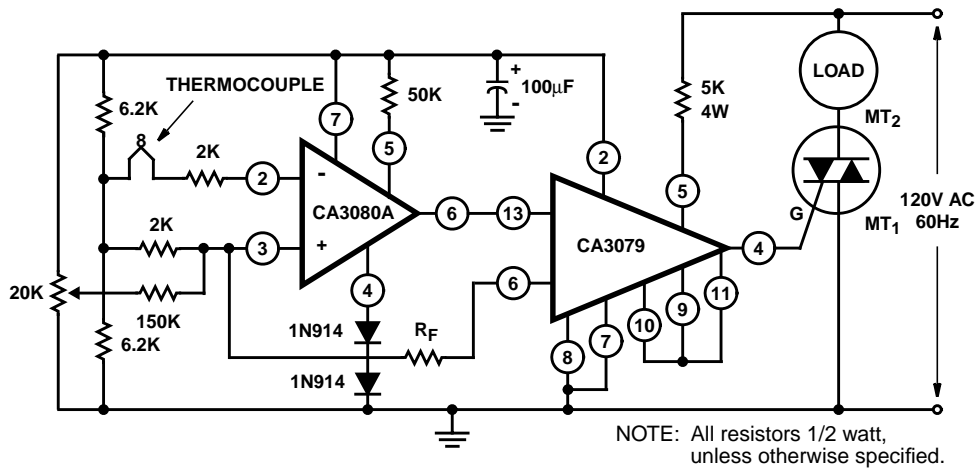 THERMOCOUPLE
6.2K
8
2K
2
-
7
50K
5
+
100µF
-
CA3080A
6
13
2
5K
4W
5
LOAD
MT2
G
MT1
120V AC
60Hz
2K
3
+
4
CA3079
4
20K
150K
6.2K
1N914
1N914
RF
6
8
7
10
9
11
NOTE: All resistors 1/2 watt,
unless otherwise specified.